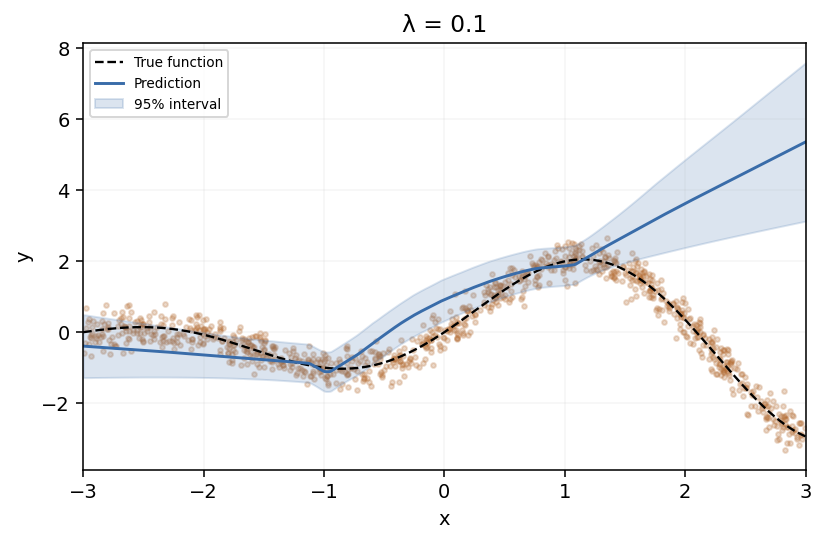 λ = 0.1
8
6
4
2
0
−2
y
True function
Prediction
95% interval
−3
−2
−1
0
1
2
3
x